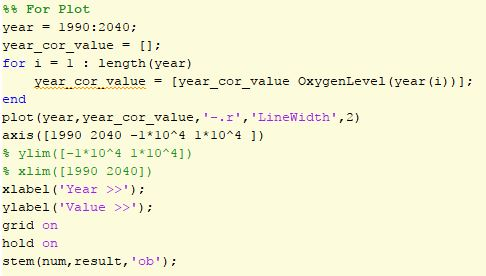 %% For Plot
year = 1990:2040;
year_cor_value = [];
for i = 1 : length(year)
    year_cor_value = [year_cor_value OxygenLevel(year(i))];
end
plot(year,year_cor_value,'-.r','LineWidth',2)
axis([1990 2040 -1*10^4 1*10^4 ])
% ylim([-1*10^4 1*10^4])
% xlim([1990 2040])
xlabel('Year >>');
ylabel('Value >>');
grid on
hold on
stem(num,result,'ob');